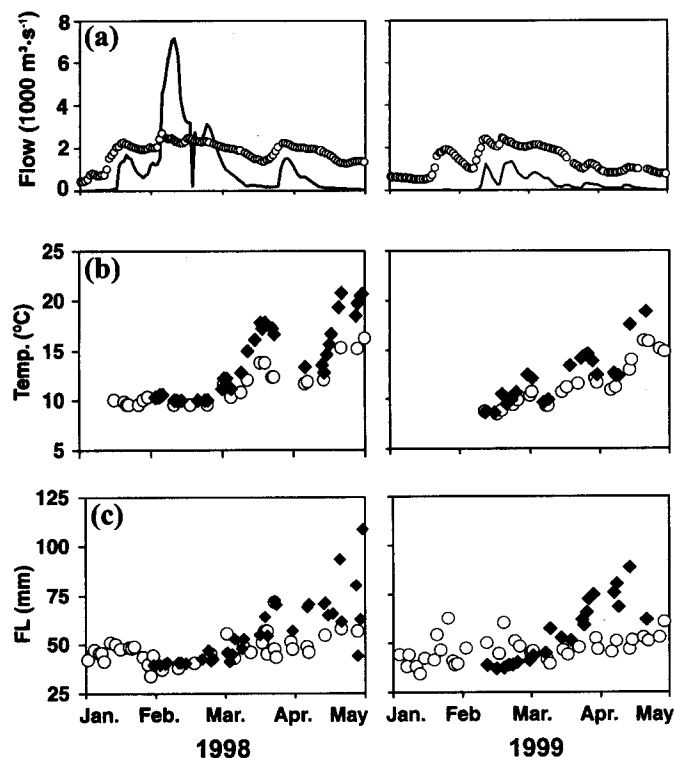 (a)
Flow (1000 m³·s⁻¹)
8
6
4
2
0
(b)
Temp. (ºC)
25
20
15
10
5
(c)
FL (mm)
125
100
75
50
25
Jan. Feb. Mar. Apr. May
Jan. Feb Mar. Apr. May
1998
1999